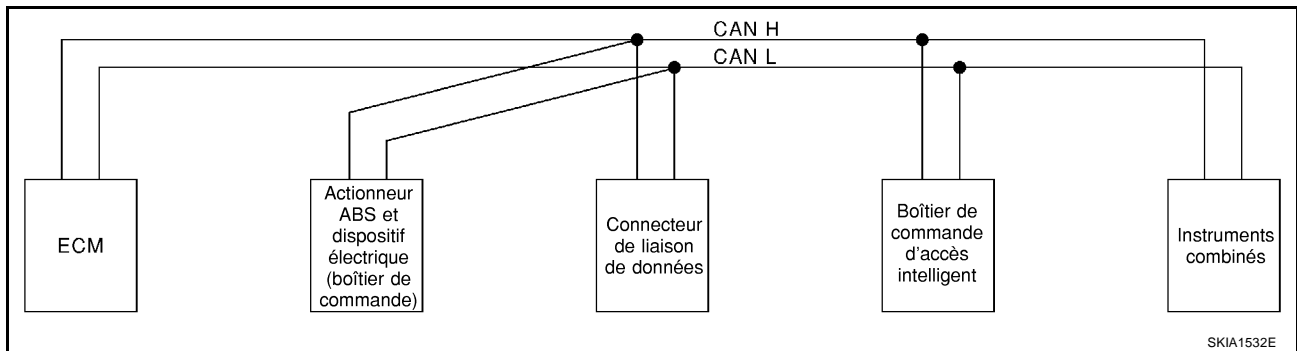 CAN H
CAN L
ECM
Actionneur
ABS et
dispositif
électrique
(boîtier de
commande)
Connecteur
de liaison
de données
Boîtier de
commande
d'accès
intelligent
Instruments
combinés
SKIA1532E